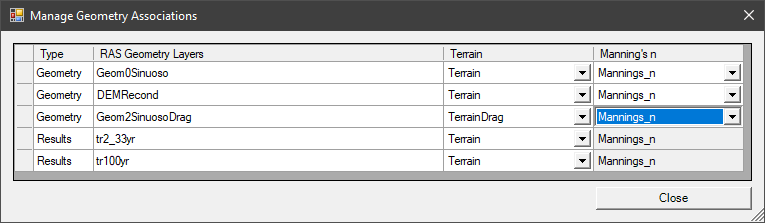 Manage Geometry Associations
Type RAS Geometry Layers Terrain Manning's n
Geometry Geom0Sinuoso Terrain Mannings_n
Geometry DEMRecond Terrain Mannings_n
Geometry Geom2SinuosoDrag TerrainDrag Mannings_n
Results tr2_33yr Terrain Mannings_n
Results tr100yr Terrain Mannings_n
Close